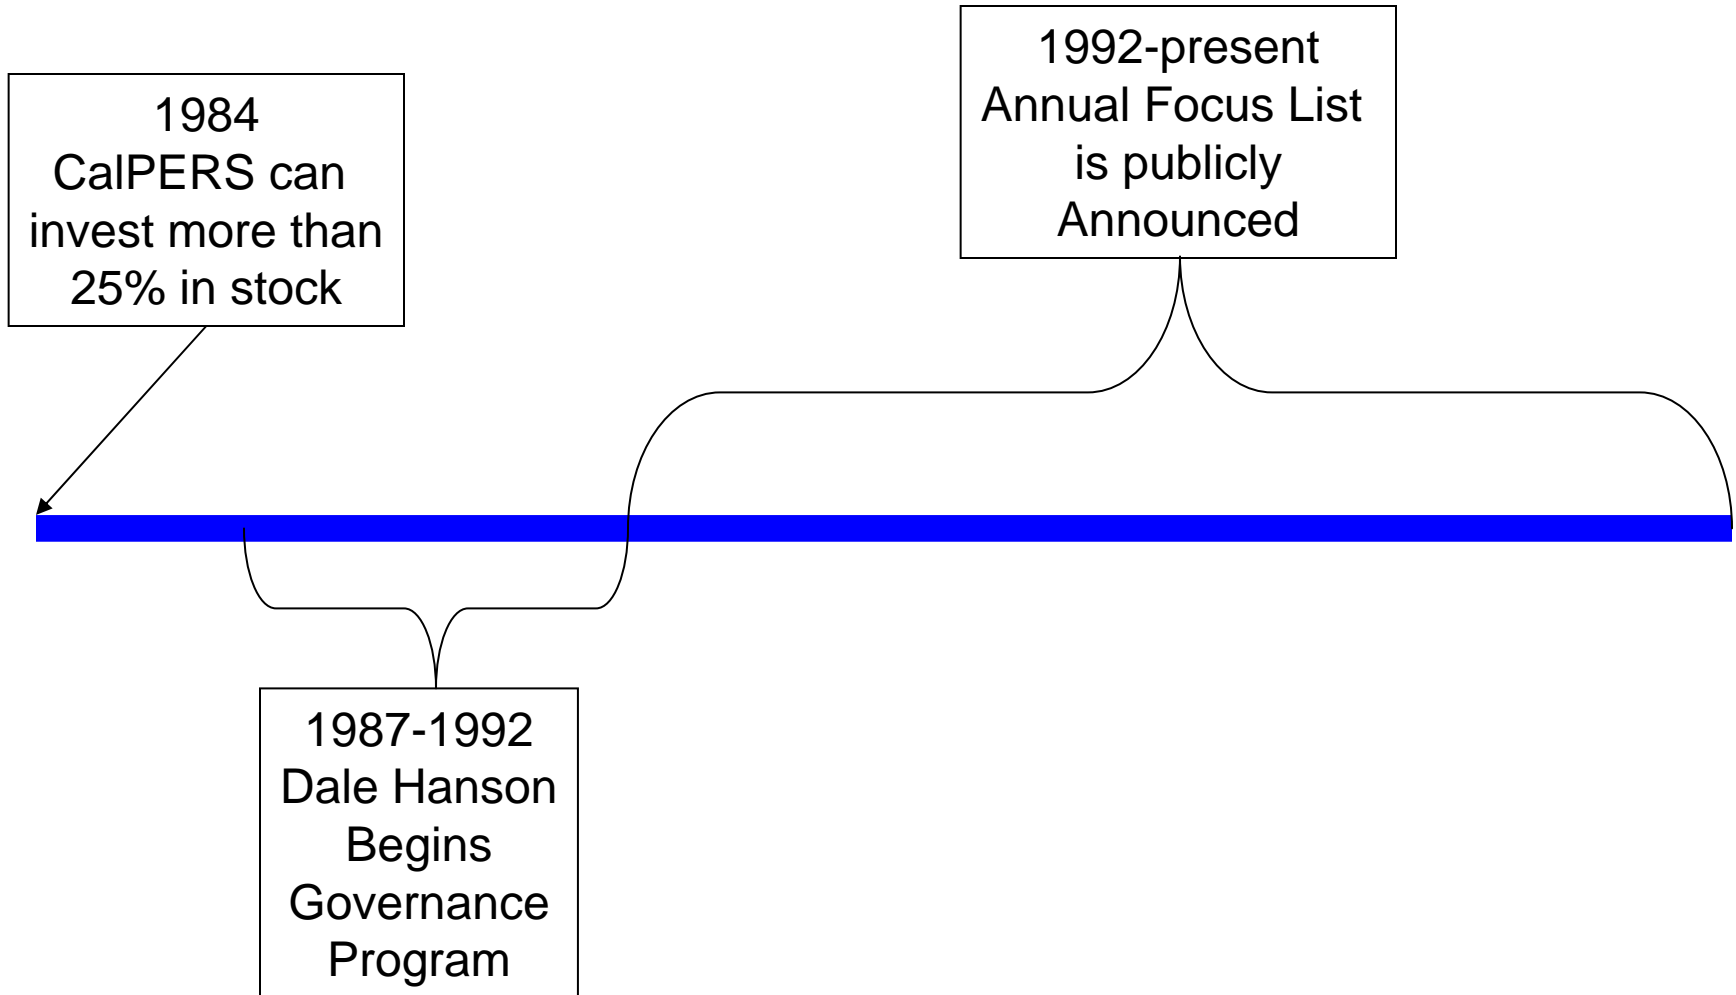 1984
CalPERS can
invest more than
25% in stock
1992-present
Annual Focus List
is publicly
Announced
1987-1992
Dale Hanson
Begins
Governance
Program